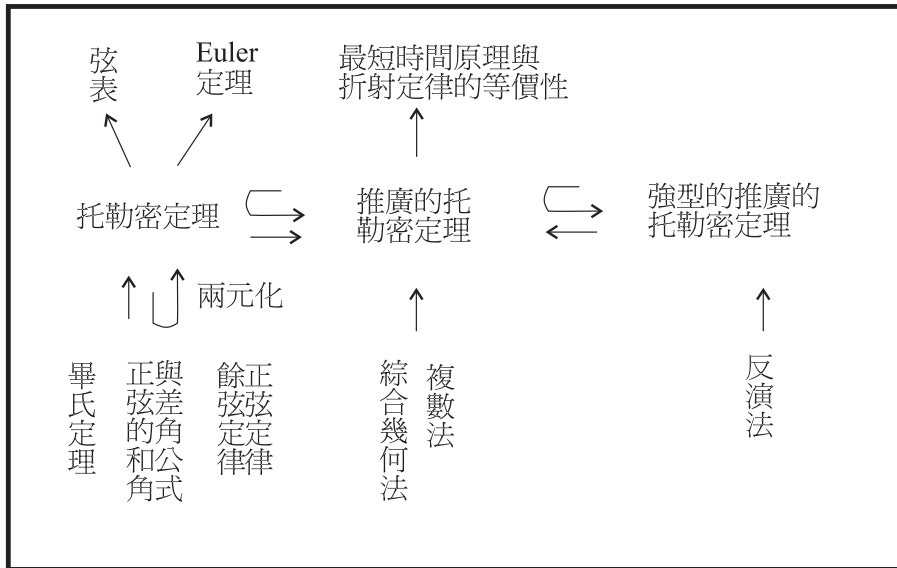 弦表
Euler
定理
最短時間原理與
折射定律的等價性
托勒密定理
推廣的托
勒密定理
強型的推廣的
托勒密定理
兩元化
畢氏定理
正弦的和角
與差角公式
餘弦定律
正弦定律
綜合幾何法
複數法
反演法